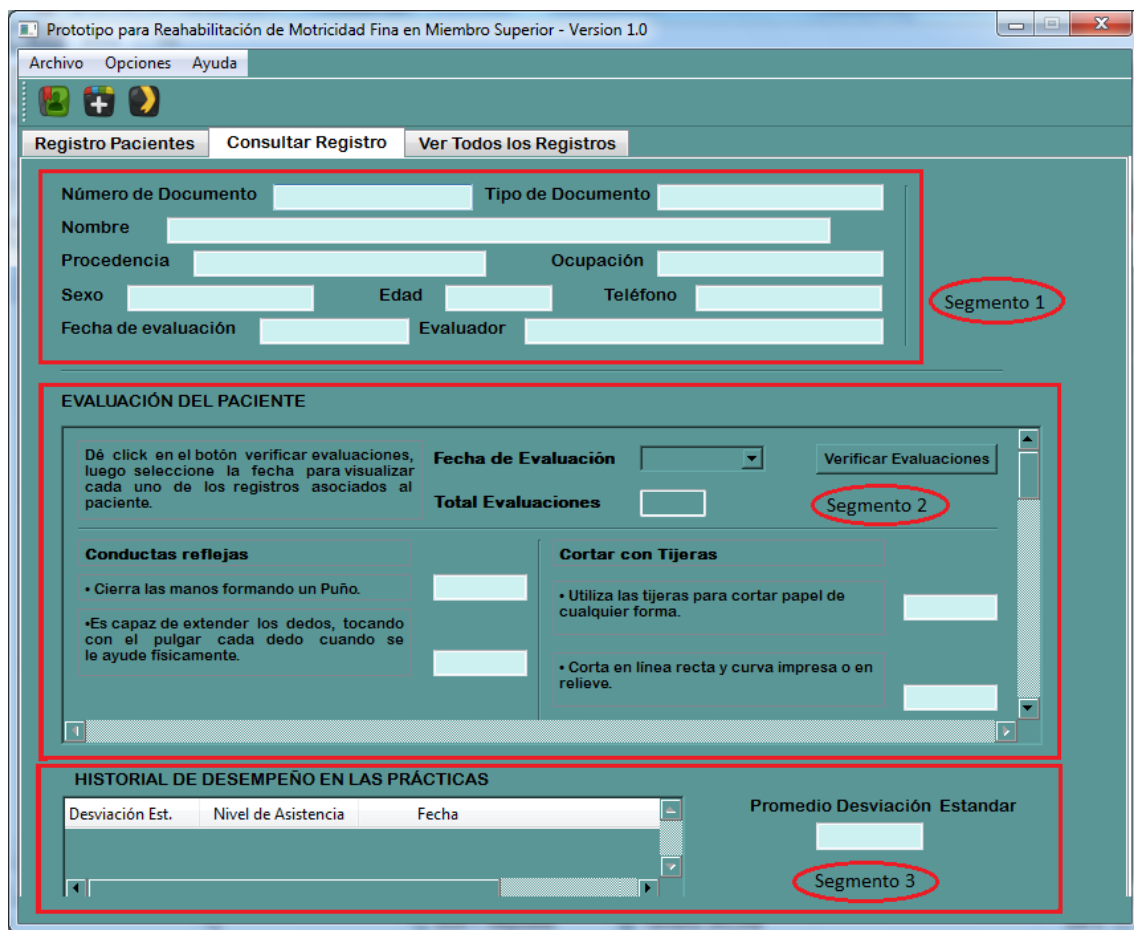 Prototipo para Reahabilitación de Motricidad Fina en Miembro Superior - Version 1.0
Archivo Opciones Ayuda
Registro Pacientes Consultar Registro Ver Todos los Registros
Número de Documento Tipo de Documento
Nombre
Procedencia Ocupación
Sexo Edad Teléfono
Segmento 1
Fecha de evaluación Evaluador
EVALUACIÓN DEL PACIENTE
Dé click en el botón verificar evaluaciones,
luego seleccione la fecha para visualizar
cada uno de los registros asociados al
paciente.
Fecha de Evaluación Verificar Evaluaciones
Total Evaluaciones
Segmento 2
Conductas reflejas
• Cierra las manos formando un Puño.
•Es capaz de extender los dedos, tocando
con el pulgar cada dedo cuando se
le ayude físicamente.
Cortar con Tijeras
• Utiliza las tijeras para cortar papel de
cualquier forma.
• Corta en línea recta y curva impresa o en
relieve.
HISTORIAL DE DESEMPEÑO EN LAS PRÁCTICAS
Desviación Est. Nivel de Asistencia Fecha
Promedio Desviación Estandar
Segmento 3